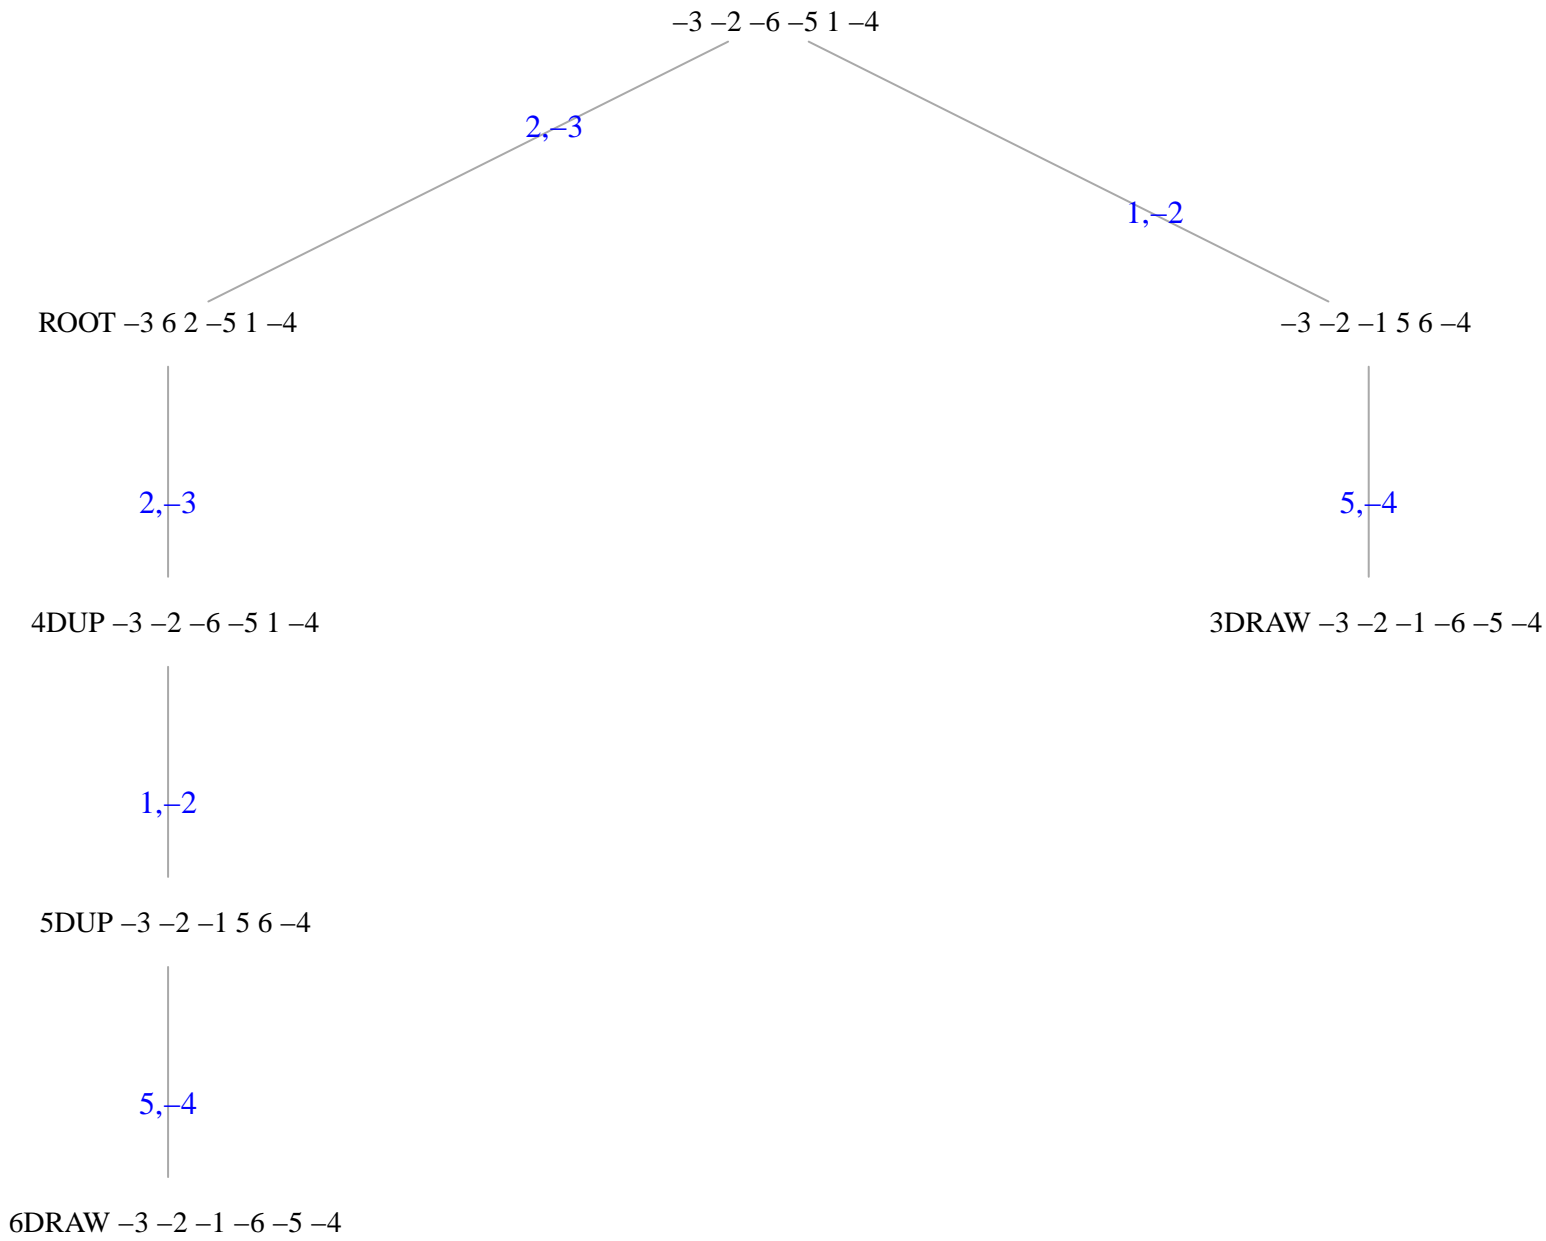 –3 –2 –6 –5 1 –4
2,–3
1,–2
ROOT –3 6 2 –5 1 –4
–3 –2 –1 5 6 –4
2,–3
5,–4
4DUP –3 –2 –6 –5 1 –4
3DRAW –3 –2 –1 –6 –5 –4
1,–2
5DUP –3 –2 –1 5 6 –4
5,–4
6DRAW –3 –2 –1 –6 –5 –4